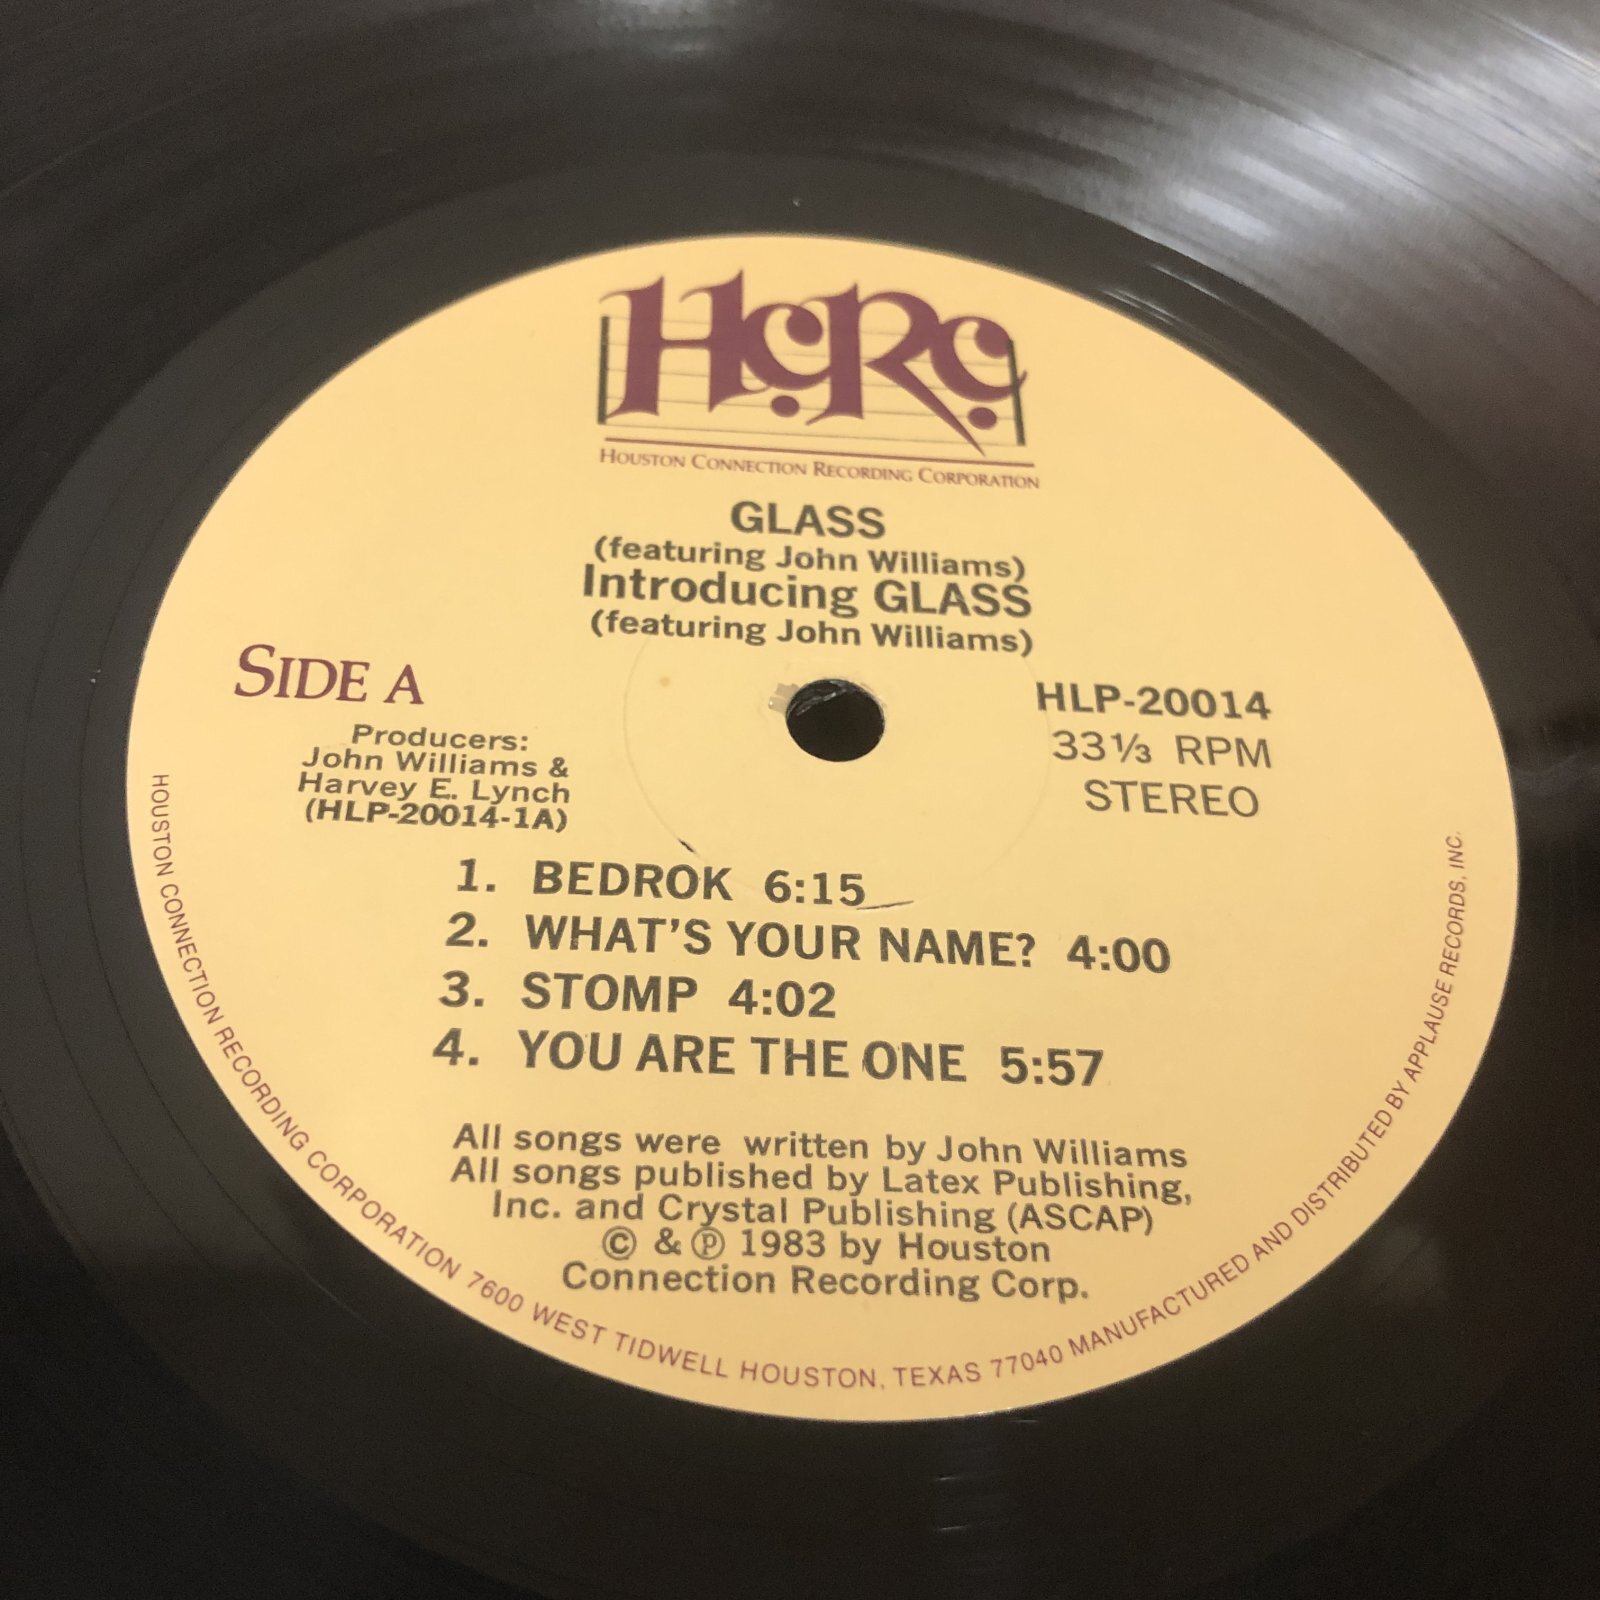 HCRC
HOUSTON CONNECTION RECORDING CORPORATION
GLASS
(featuring John Williams)
Introducing GLASS
(featuring John Williams)
SIDE A
Producers:
John Williams &
Harvey E. Lynch
(HLP-20014-1A)
HLP-20014
33⅓ RPM
STEREO
1. BEDROK 6:15
2. WHAT'S YOUR NAME? 4:00
3. STOMP 4:02
4. YOU ARE THE ONE 5:57
All songs were written by John Williams
All songs published by Latex Publishing,
Inc. and Crystal Publishing (ASCAP)
© & ℗ 1983 by Houston
Connection Recording Corp.
HOUSTON CONNECTION RECORDING CORPORATION 7600 WEST TIDWELL HOUSTON, TEXAS 77040 MANUFACTURED AND DISTRIBUTED BY APPLAUSE RECORDS, INC.